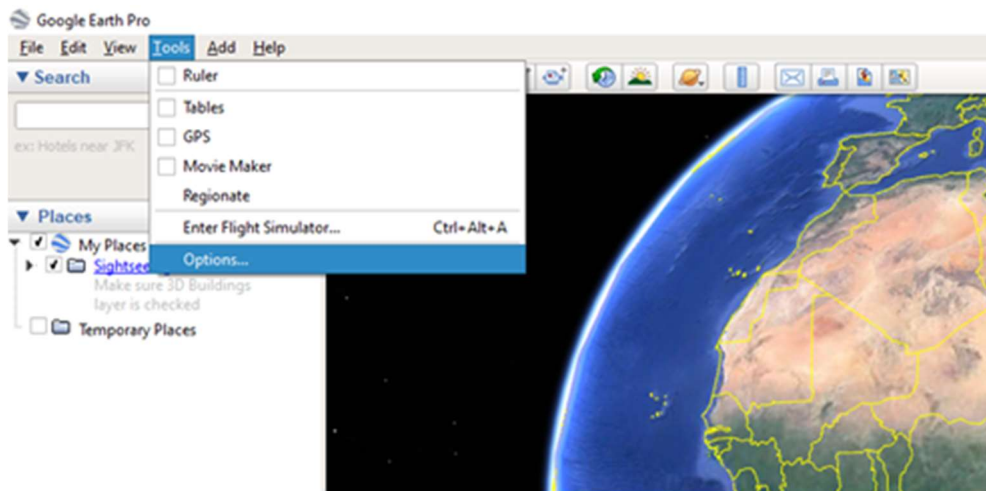 Google Earth Pro
File Edit View Tools Add Help
Search
ex: Hotels near JFK
Ruler
Tables
GPS
Movie Maker
Regionate
Enter Flight Simulator... Ctrl+Alt+A
Options...
Places
My Places
Sightsee
Make sure 3D Buildings
layer is checked
Temporary Places